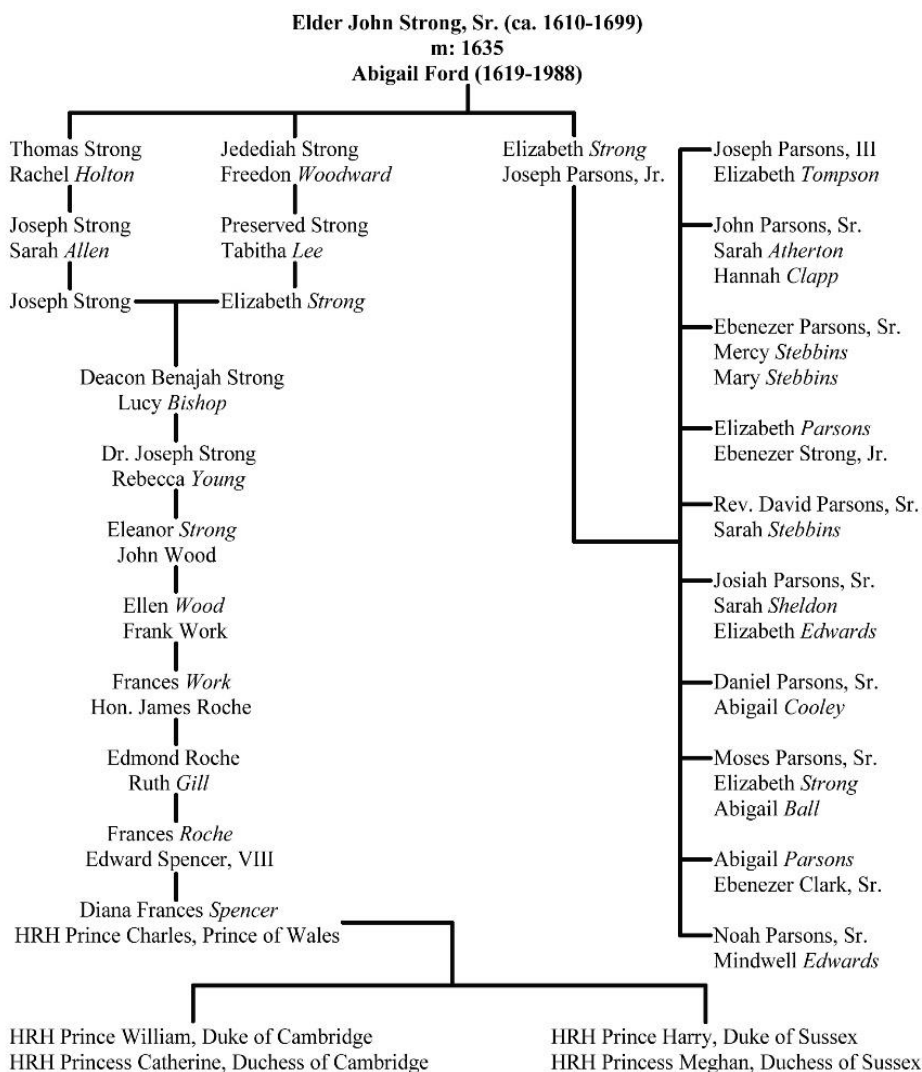 Elder John Strong, Sr. (ca. 1610-1699)
m: 1635
Abigail Ford (1619-1988)
Thomas Strong
Rachel Holton
Joseph Strong
Sarah Allen
Joseph Strong
Jedediah Strong
Freedon Woodward
Preserved Strong
Tabitha Lee
Elizabeth Strong
Deacon Benajah Strong
Lucy Bishop
Dr. Joseph Strong
Rebecca Young
Eleanor Strong
John Wood
Ellen Wood
Frank Work
Frances Work
Hon. James Roche
Edmond Roche
Ruth Gill
Frances Roche
Edward Spencer, VIII
Diana Frances Spencer
HRH Prince Charles, Prince of Wales
Elizabeth Strong
Joseph Parsons, Jr.
Joseph Parsons, III
Elizabeth Tompson
John Parsons, Sr.
Sarah Atherton
Hannah Clapp
Ebenezer Parsons, Sr.
Mercy Stebbins
Mary Stebbins
Elizabeth Parsons
Ebenezer Strong, Jr.
Rev. David Parsons, Sr.
Sarah Stebbins
Josiah Parsons, Sr.
Sarah Sheldon
Elizabeth Edwards
Daniel Parsons, Sr.
Abigail Cooley
Moses Parsons, Sr.
Elizabeth Strong
Abigail Ball
Abigail Parsons
Ebenezer Clark, Sr.
Noah Parsons, Sr.
Mindwell Edwards
HRH Prince William, Duke of Cambridge
HRH Princess Catherine, Duchess of Cambridge
HRH Prince Harry, Duke of Sussex
HRH Princess Meghan, Duchess of Sussex